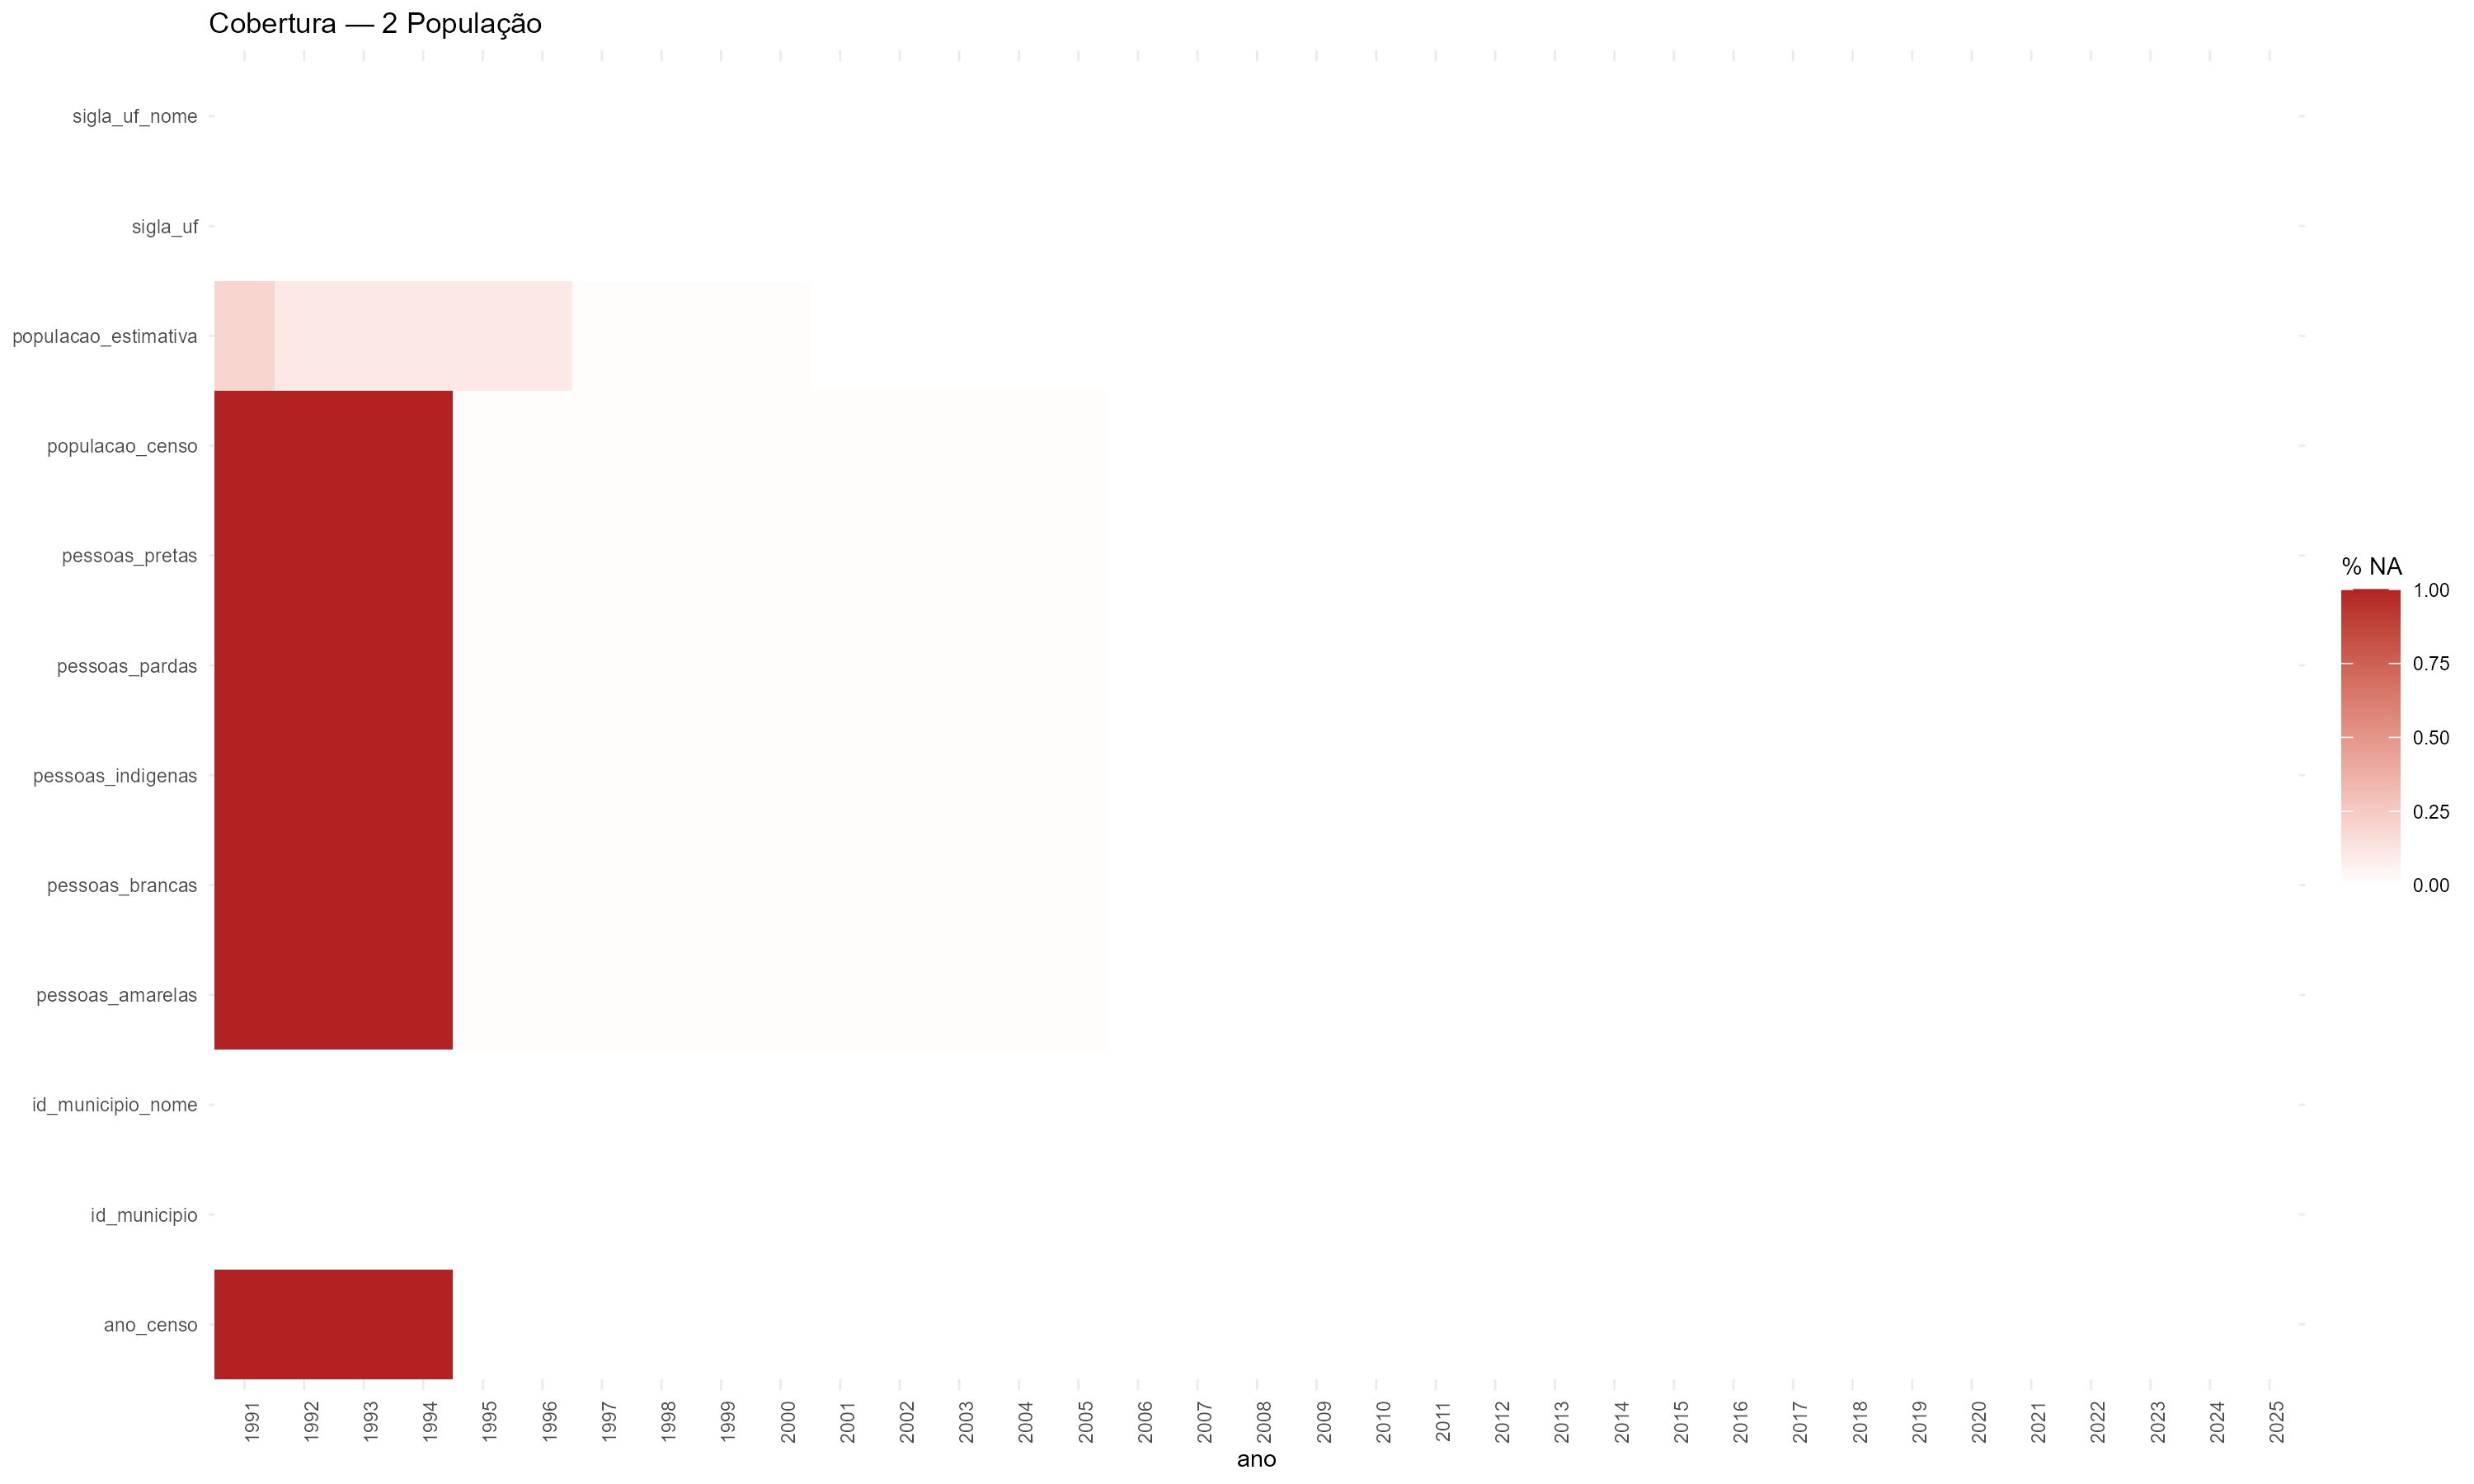 Cobertura — 2 População
sigla_uf_nome
sigla_uf
populacao_estimativa
populacao_censo
pessoas_pretas
pessoas_pardas
pessoas_indigenas
pessoas_brancas
pessoas_amarelas
id_municipio_nome
id_municipio
ano_censo
1991 1992 1993 1994 1995 1996 1997 1998 1999 2000 2001 2002 2003 2004 2005 2006 2007 2008 2009 2010 2011 2012 2013 2014 2015 2016 2017 2018 2019 2020 2021 2022 2023 2024 2025
ano
% NA
1.00
0.75
0.50
0.25
0.00